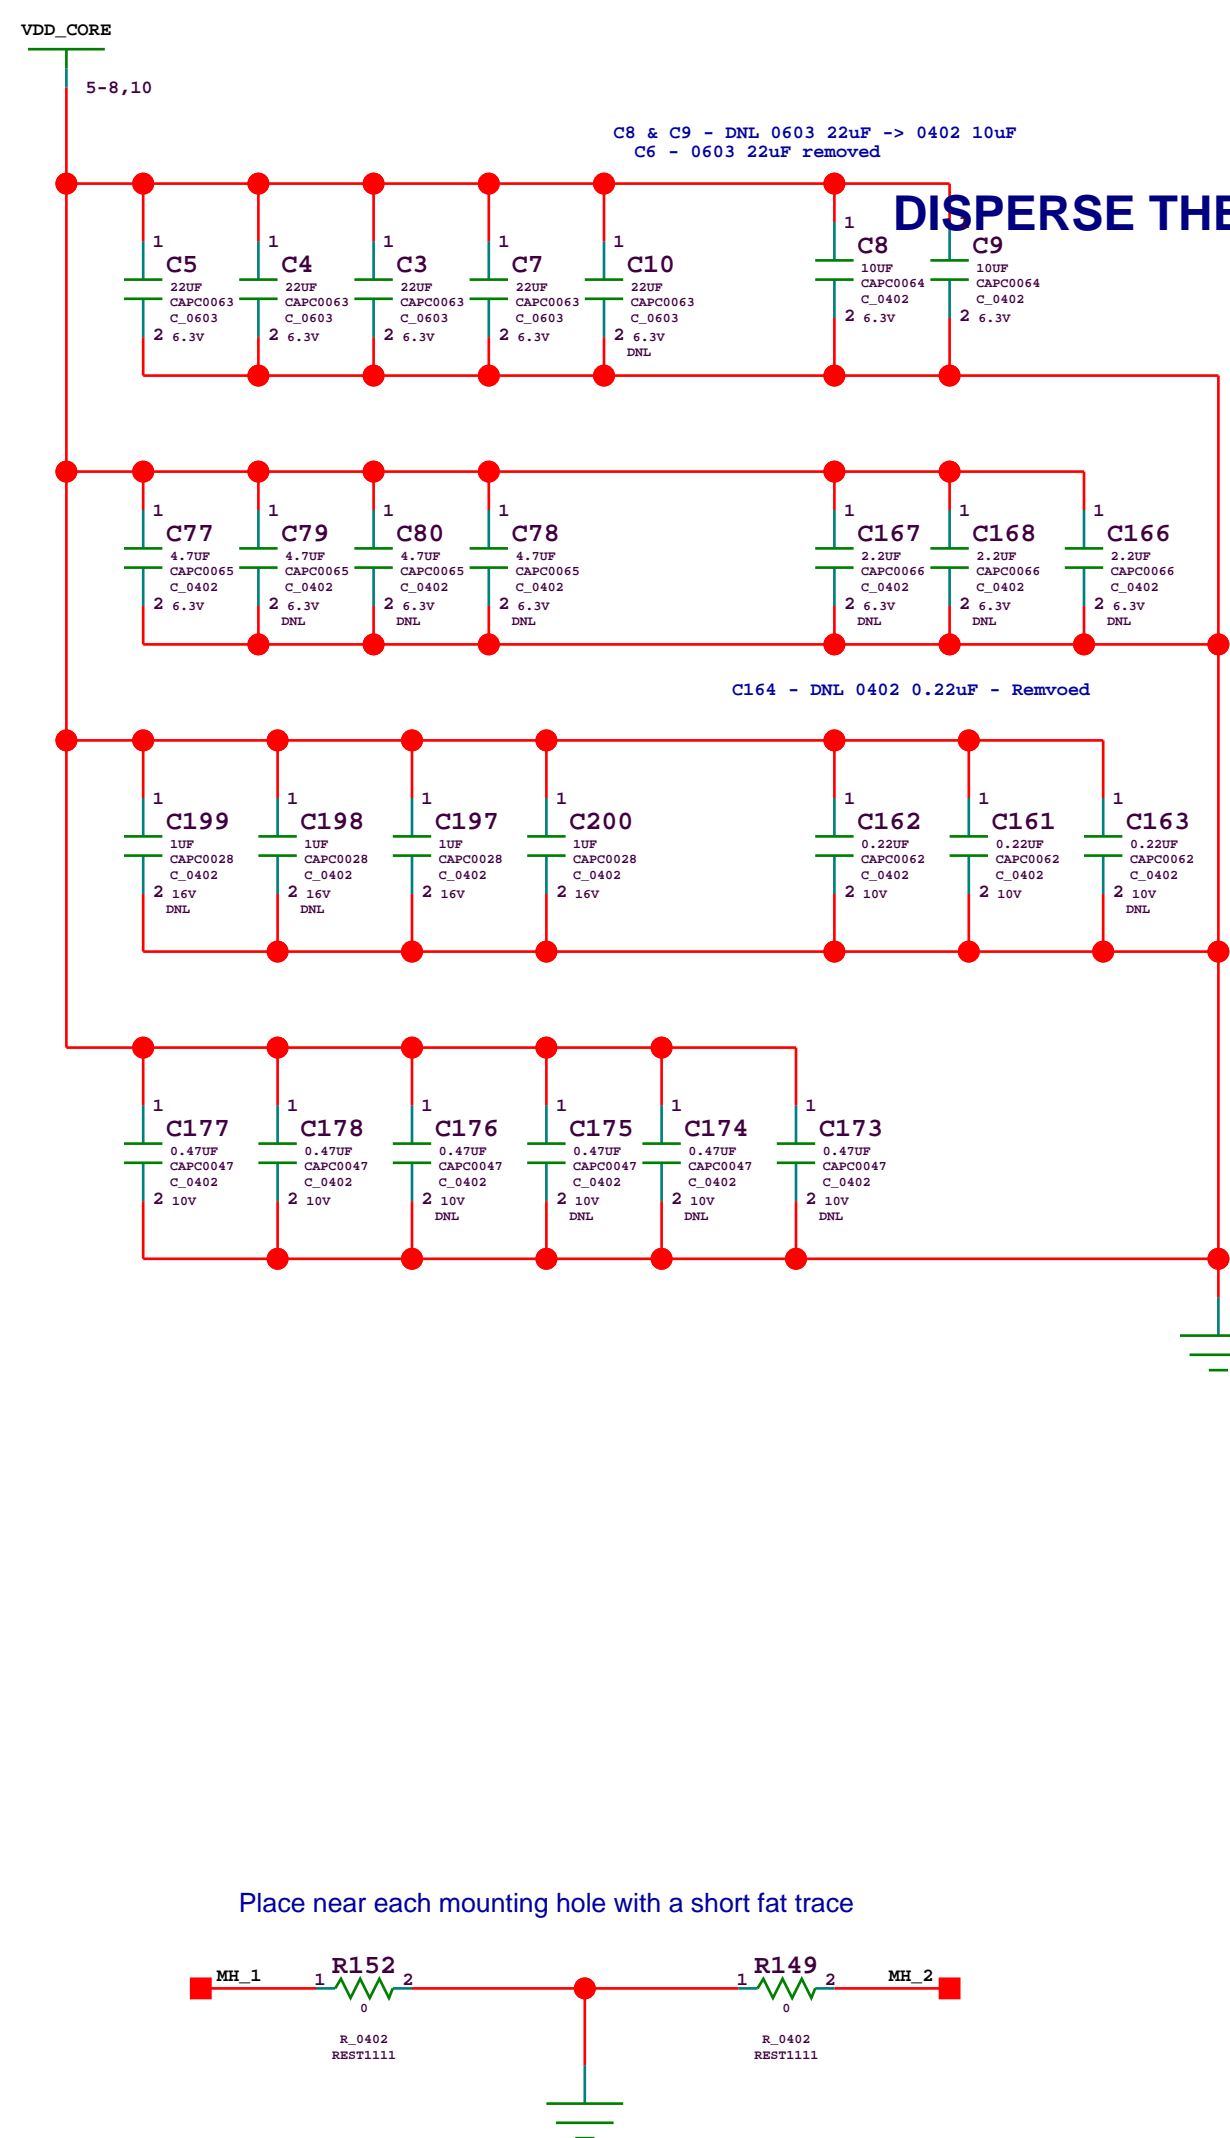 VDD_CORE
5-8,10
C8 & C9 - DNL 0603 22uF -> 0402 10uF
C6 - 0603 22uF removed
DISPERSE THE
1 1 1 1 1 1
C5 C4 C3 C7 C10 C8 C9
22UF 22UF 22UF 22UF 22UF 10UF 10UF
CAPC0063 CAPC0063 CAPC0063 CAPC0063 CAPC0063 CAPC0064 CAPC0064
C_0603 C_0603 C_0603 C_0603 C_0603 C_0402 C_0402
2 6.3V 2 6.3V 2 6.3V 2 6.3V 2 6.3V 2 6.3V 2 6.3V
DNL
1 1 1 1 1 1 1
C77 C79 C80 C78 C167 C168 C166
4.7UF 4.7UF 4.7UF 4.7UF 2.2UF 2.2UF 2.2UF
CAPC0065 CAPC0065 CAPC0065 CAPC0065 CAPC0066 CAPC0066 CAPC0066
C_0402 C_0402 C_0402 C_0402 C_0402 C_0402 C_0402
2 6.3V 2 6.3V 2 6.3V 2 6.3V 2 6.3V 2 6.3V 2 6.3V
DNL DNL DNL DNL DNL DNL
C164 - DNL 0402 0.22uF - Remvoed
1 1 1 1 1 1 1
C199 C198 C197 C200 C162 C161 C163
1UF 1UF 1UF 1UF 0.22UF 0.22UF 0.22UF
CAPC0028 CAPC0028 CAPC0028 CAPC0028 CAPC0062 CAPC0062 CAPC0062
C_0402 C_0402 C_0402 C_0402 C_0402 C_0402 C_0402
2 16V 2 16V 2 16V 2 16V 2 10V 2 10V 2 10V
DNL DNL DNL
1 1 1 1 1 1
C177 C178 C176 C175 C174 C173
0.47UF 0.47UF 0.47UF 0.47UF 0.47UF 0.47UF
CAPC0047 CAPC0047 CAPC0047 CAPC0047 CAPC0047 CAPC0047
C_0402 C_0402 C_0402 C_0402 C_0402 C_0402
2 10V 2 10V 2 10V 2 10V 2 10V 2 10V
DNL DNL DNL DNL
Place near each mounting hole with a short fat trace
MH_1 1 R152 2 1 R149 2 MH_2
0 0
R_0402 R_0402
REST1111 REST1111